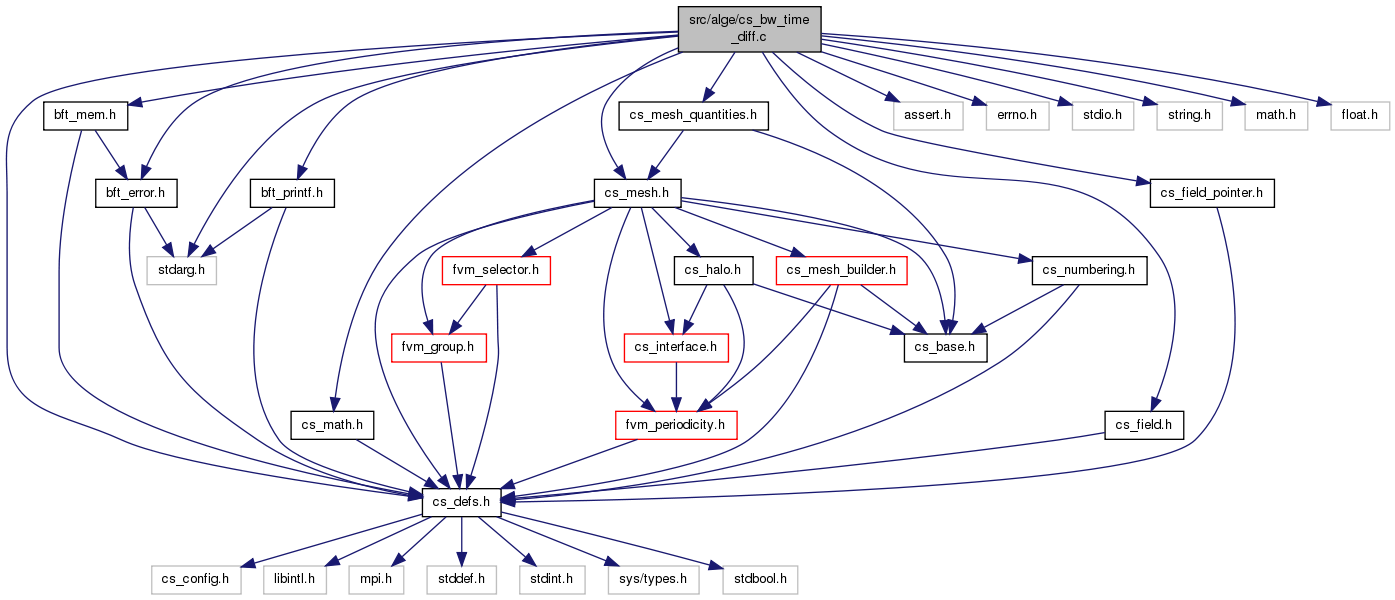 src/alge/cs_bw_time
_diff.c
bft_mem.h
cs_mesh_quantities.h
assert.h
errno.h
stdio.h
string.h
math.h
float.h
bft_error.h
bft_printf.h
cs_mesh.h
cs_field_pointer.h
stdarg.h
fvm_selector.h
cs_halo.h
cs_mesh_builder.h
cs_numbering.h
fvm_group.h
cs_interface.h
cs_base.h
cs_math.h
fvm_periodicity.h
cs_field.h
cs_defs.h
cs_config.h
libintl.h
mpi.h
stddef.h
stdint.h
sys/types.h
stdbool.h